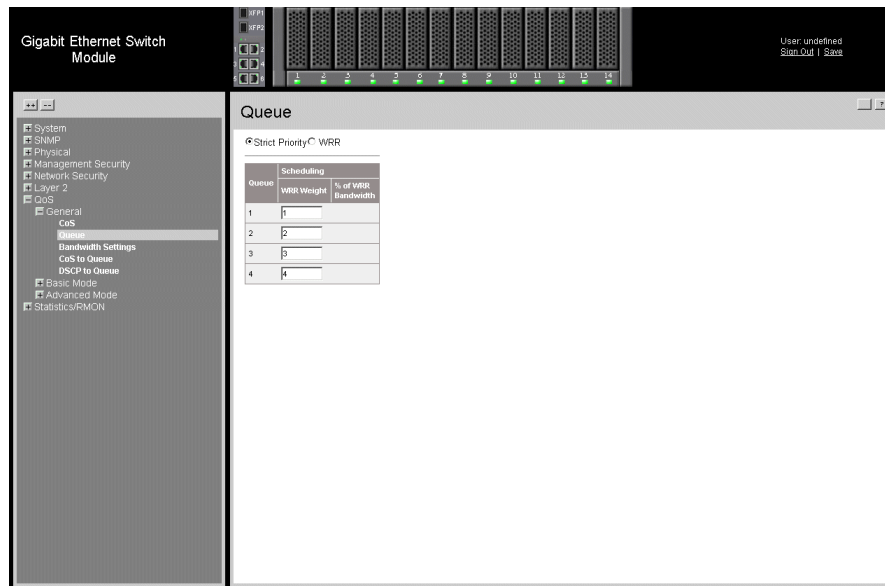 Gigabit Ethernet Switch
Module
XFP1
XFP2
1 2
3 4
5 6
1 2 3 4 5 6 7 8 9 10 11 12 13 14
User: undefined
Sign Out | Save
++ --
System
SNMP
Physical
Management Security
Network Security
Layer 2
QoS
General
CoS
Queue
Bandwidth Settings
CoS to Queue
DSCP to Queue
Basic Mode
Advanced Mode
Statistics/RMON
Queue
?
Strict Priority WRR
Queue Scheduling
WRR Weight % of WRR Bandwidth
1 1
2 2
3 3
4 4